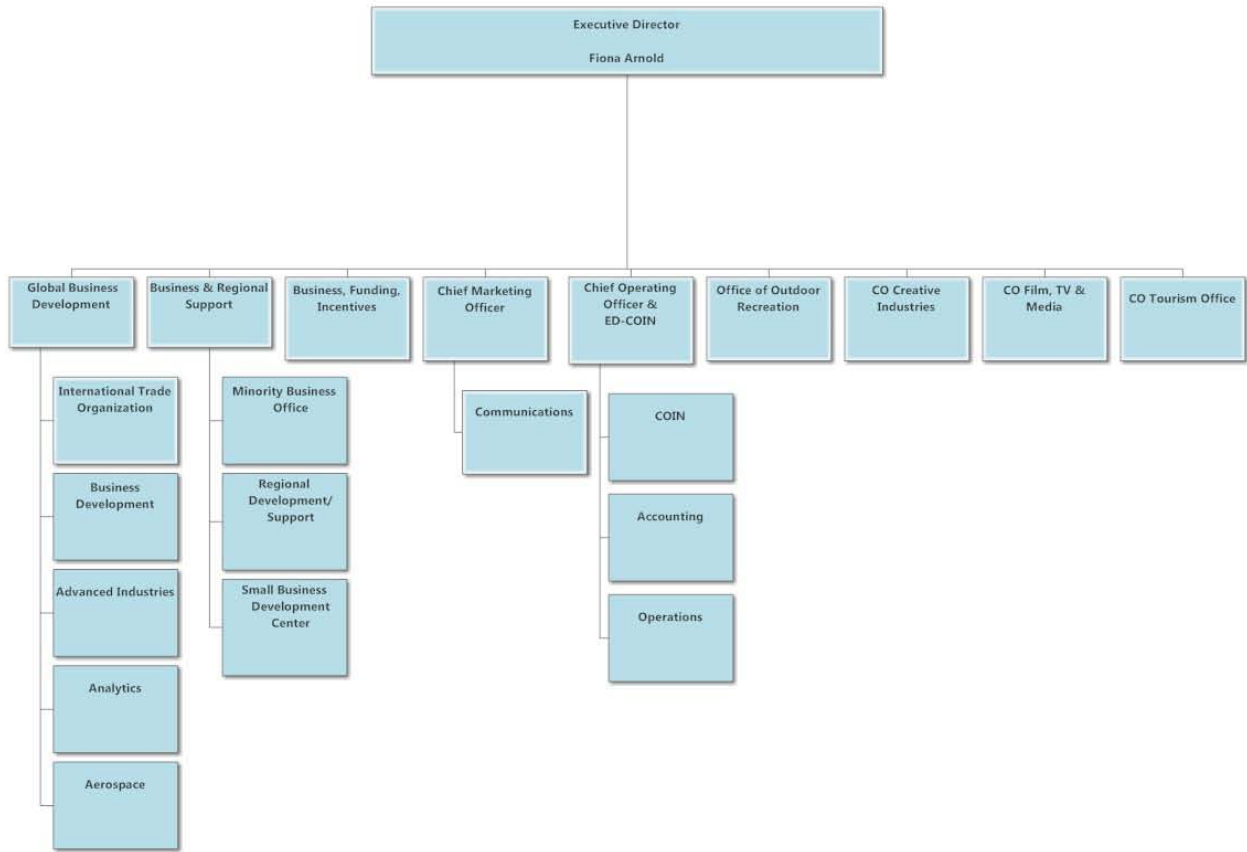 Executive Director
Fiona Arnold
Global Business
Development
Business & Regional
Support
Business, Funding,
Incentives
Chief Marketing
Officer
Chief Operating
Officer &
ED-COIN
Office of Outdoor
Recreation
CO Creative
Industries
CO Film, TV &
Media
CO Tourism Office
International Trade
Organization
Business
Development
Advanced Industries
Analytics
Aerospace
Minority Business
Office
Regional
Development/
Support
Small Business
Development
Center
Communications
COIN
Accounting
Operations